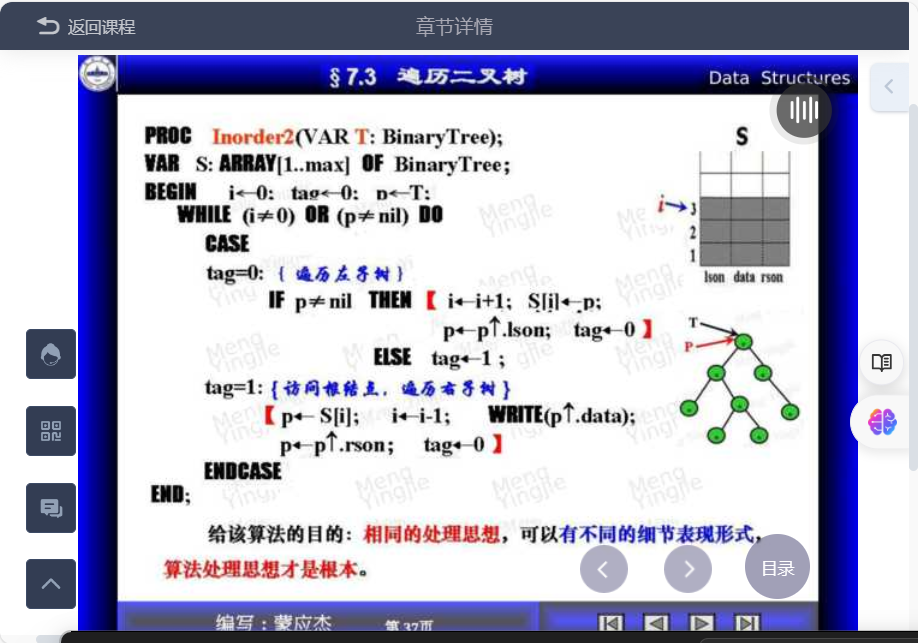 返回课程
章节详情
§7.3 遍历二叉树
Data Structures
PROC Inorder2(VAR T: BinaryTree);
VAR S: ARRAY[1..max] OF BinaryTree;
BEGIN i←0; tag←0; p←T;
WHILE (i≠0) OR (p≠nil) DO
CASE
tag=0: { 遍历左子树 }
IF p≠nil THEN 【 i←i+1; S[i]←p;
p←p↑.lson; tag←0 】
ELSE tag←1 ;
tag=1: { 访问根结点, 遍历右子树 }
【 p← S[i]; i←i-1; WRITE(p↑.data);
p←p↑.rson; tag←0 】
ENDCASE
END;
S
i
3
2
1
lson data rson
T
P
给该算法的目的: 相同的处理思想, 可以有不同的细节表现形式,
算法处理思想才是根本。
目录
编写：蒙应杰
第37页
Meng Yingjie